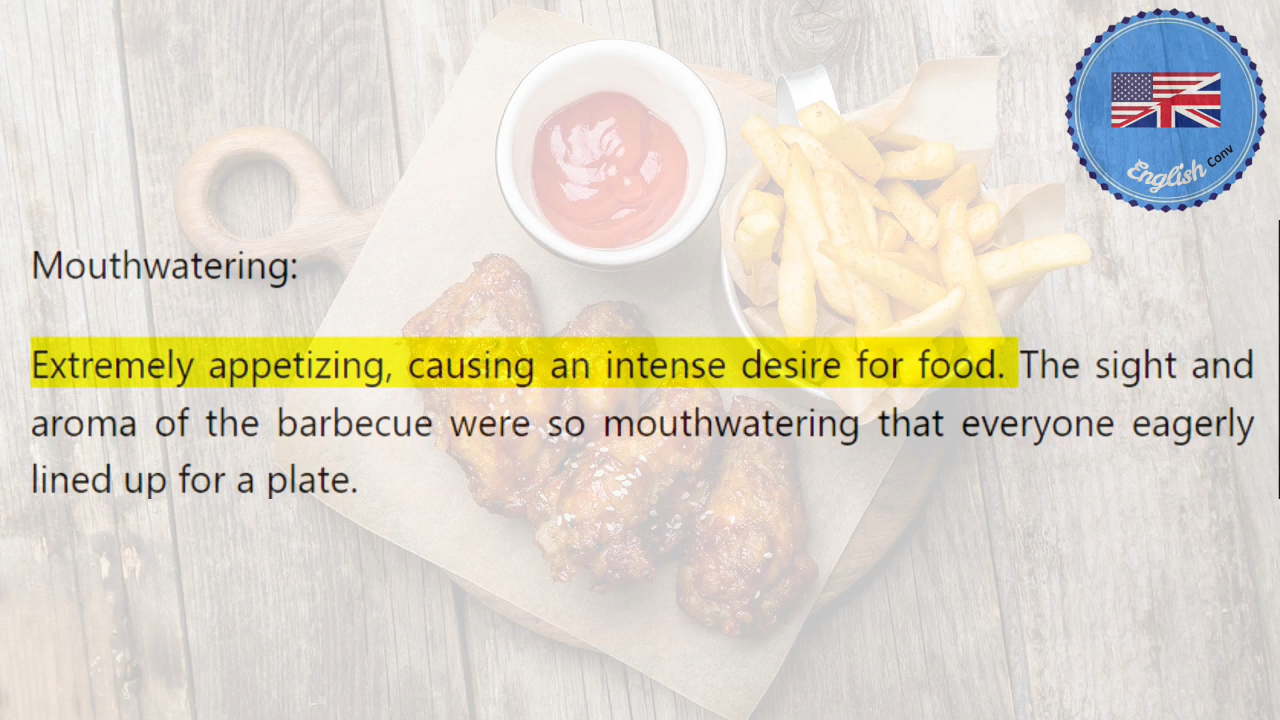 English Conv
Mouthwatering:
Extremely appetizing, causing an intense desire for food. The sight and
aroma of the barbecue were so mouthwatering that everyone eagerly
lined up for a plate.